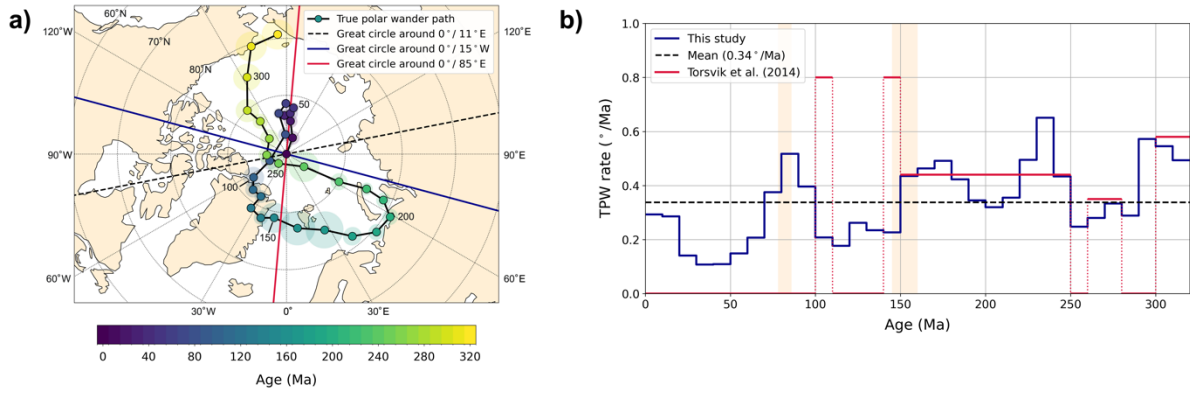 a)
120°W
60°N
70°N
80°N
120°E
True polar wander path
Great circle around 0°/ 11°E
Great circle around 0°/ 15°W
Great circle around 0°/ 85°E
300
50
90°W
90°E
250
100
200
150
60°W
60°E
30°W
0°
30°E
0 40 80 120 160 200 240 280 320
Age (Ma)
b)
TPW rate (°/Ma)
1.0
0.8
0.6
0.4
0.2
0.0
This study
Mean (0.34°/Ma)
Torsvik et al. (2014)
0 50 100 150 200 250 300
Age (Ma)